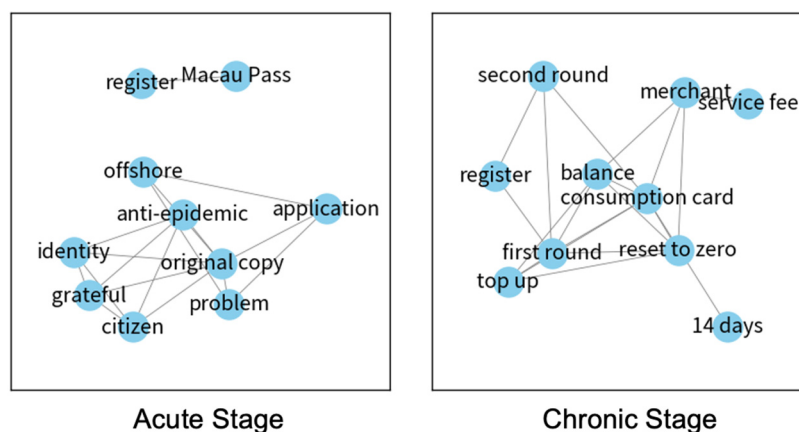 register
Macau Pass
offshore
anti-epidemic
application
identity
original copy
grateful
problem
citizen
Acute Stage
second round
merchant
service fee
register
balance
consumption card
first round
reset to zero
top up
14 days
Chronic Stage